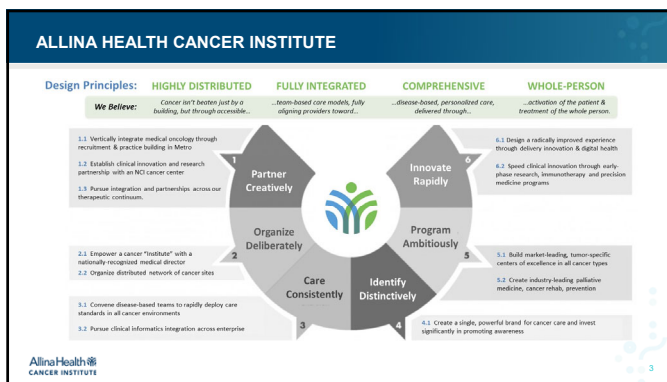 ALLINA HEALTH CANCER INSTITUTE
Design Principles:
HIGHLY DISTRIBUTED
FULLY INTEGRATED
COMPREHENSIVE
WHOLE-PERSON
We Believe:
Cancer isn't beaten just by a
building, but through accessible...
...team-based care models, fully
aligning providers toward...
...disease-based, personalized care,
delivered through...
...activation of the patient &
treatment of the whole person.
1.1 Vertically integrate medical oncology through
recruitment & practice building in Metro
1.2 Establish clinical innovation and research
partnership with an NCI cancer center
1.3 Pursue integration and partnerships across our
therapeutic continuum.
1
Partner
Creatively
2.1 Empower a cancer "Institute" with a
nationally-recognized medical director
2.2 Organize distributed network of cancer sites
Organize
Deliberately
2
3.1 Convene disease-based teams to rapidly deploy care
standards in all cancer environments
3.2 Pursue clinical informatics integration across enterprise
Care
Consistently
3
Identify
Distinctively
4
4.1 Create a single, powerful brand for cancer care and invest
significantly in promoting awareness
Program
Ambitiously
5
5.1 Build market-leading, tumor-specific
centers of excellence in all cancer types
5.2 Create industry-leading palliative
medicine, cancer rehab, prevention
Innovate
Rapidly
6
6.1 Design a radically improved experience
through delivery innovation & digital health
6.2 Speed clinical innovation through early-
phase research, immunotherapy and precision
medicine programs
Allina Health
CANCER INSTITUTE
3